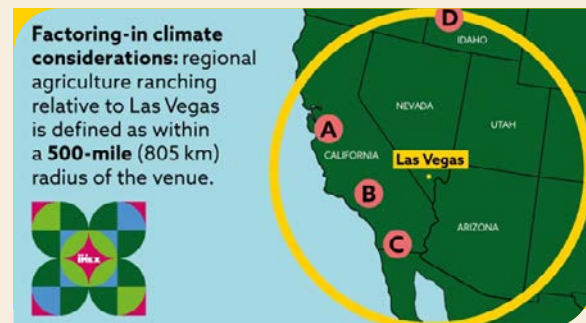 Factoring-in climate
considerations: regional
agriculture ranching
relative to Las Vegas
is defined as within
a 500-mile (805 km)
radius of the venue.
iMEX
D
IDAHO
NEVADA
UTAH
A
CALIFORNIA
Las Vegas
B
ARIZONA
C